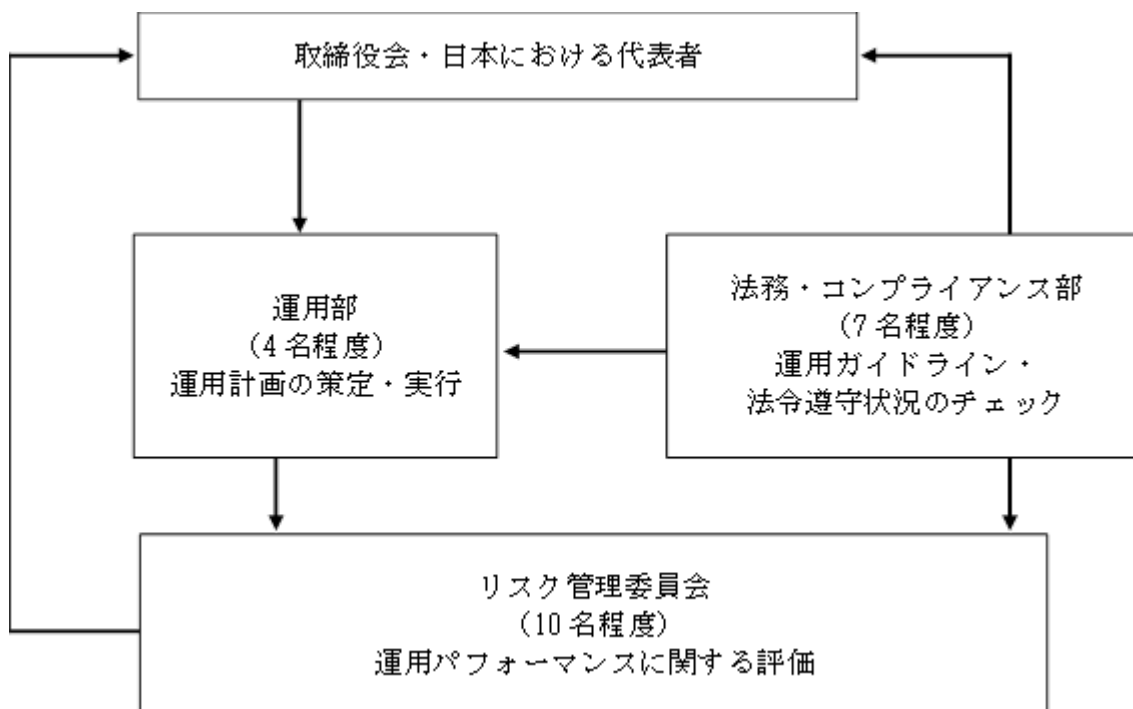 取締役会・日本における代表者
運用部
(4名程度)
運用計画の策定・実行
法務・コンプライアンス部
(7名程度)
運用ガイドライン・
法令遵守状況のチェック
リスク管理委員会
(10名程度)
運用パフォーマンスに関する評価